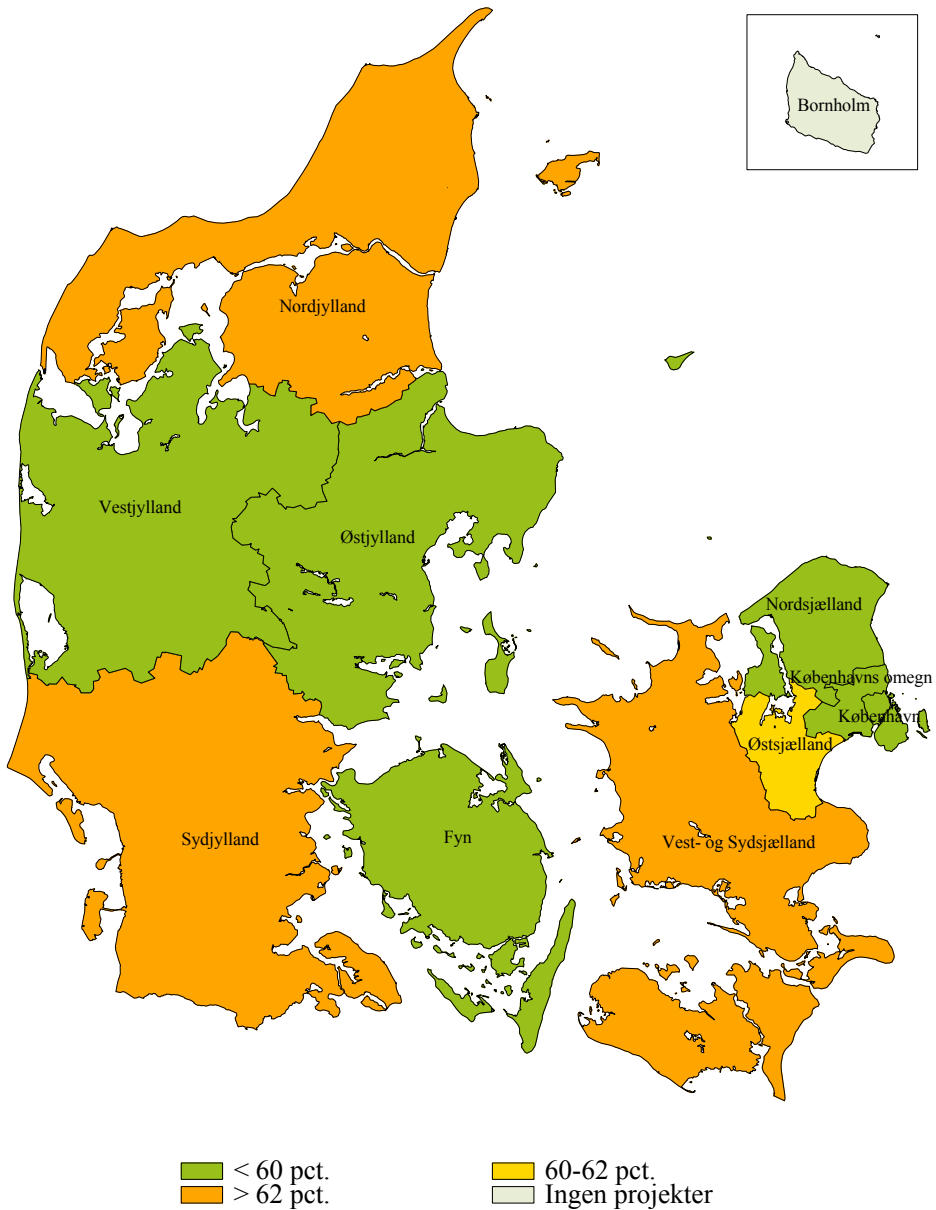 Bornholm
Nordjylland
Vestjylland
Østjylland
Nordsjælland
Københavns omegn
København
Østsjælland
Sydjylland
Fyn
Vest- og Sydsjælland
< 60 pct.
60-62 pct.
> 62 pct.
Ingen projekter